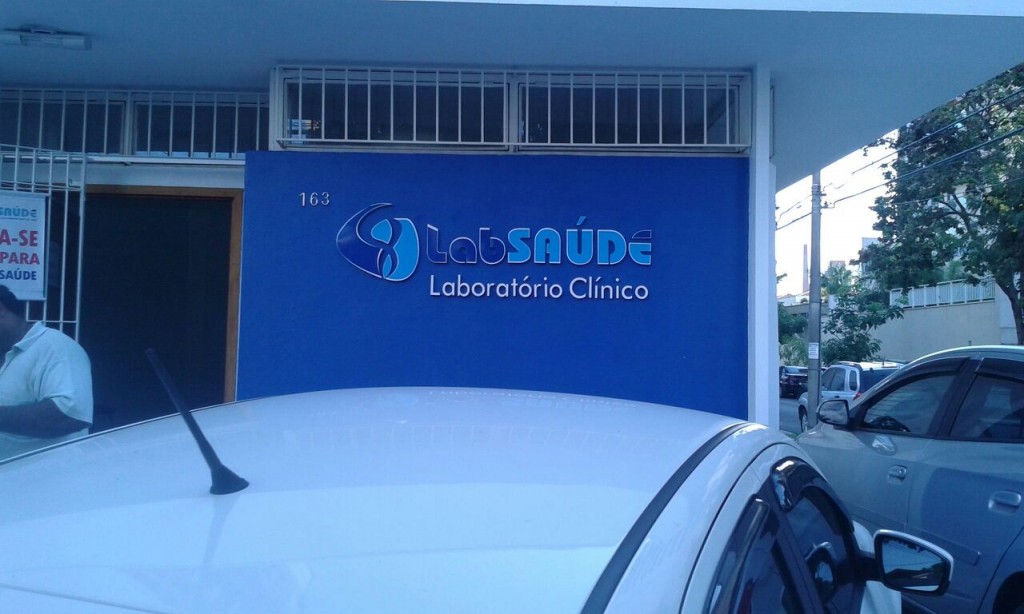 163
LabSAÚDE
Laboratório Clínico
SAÚDE
A-SE
PARA
SAÚDE